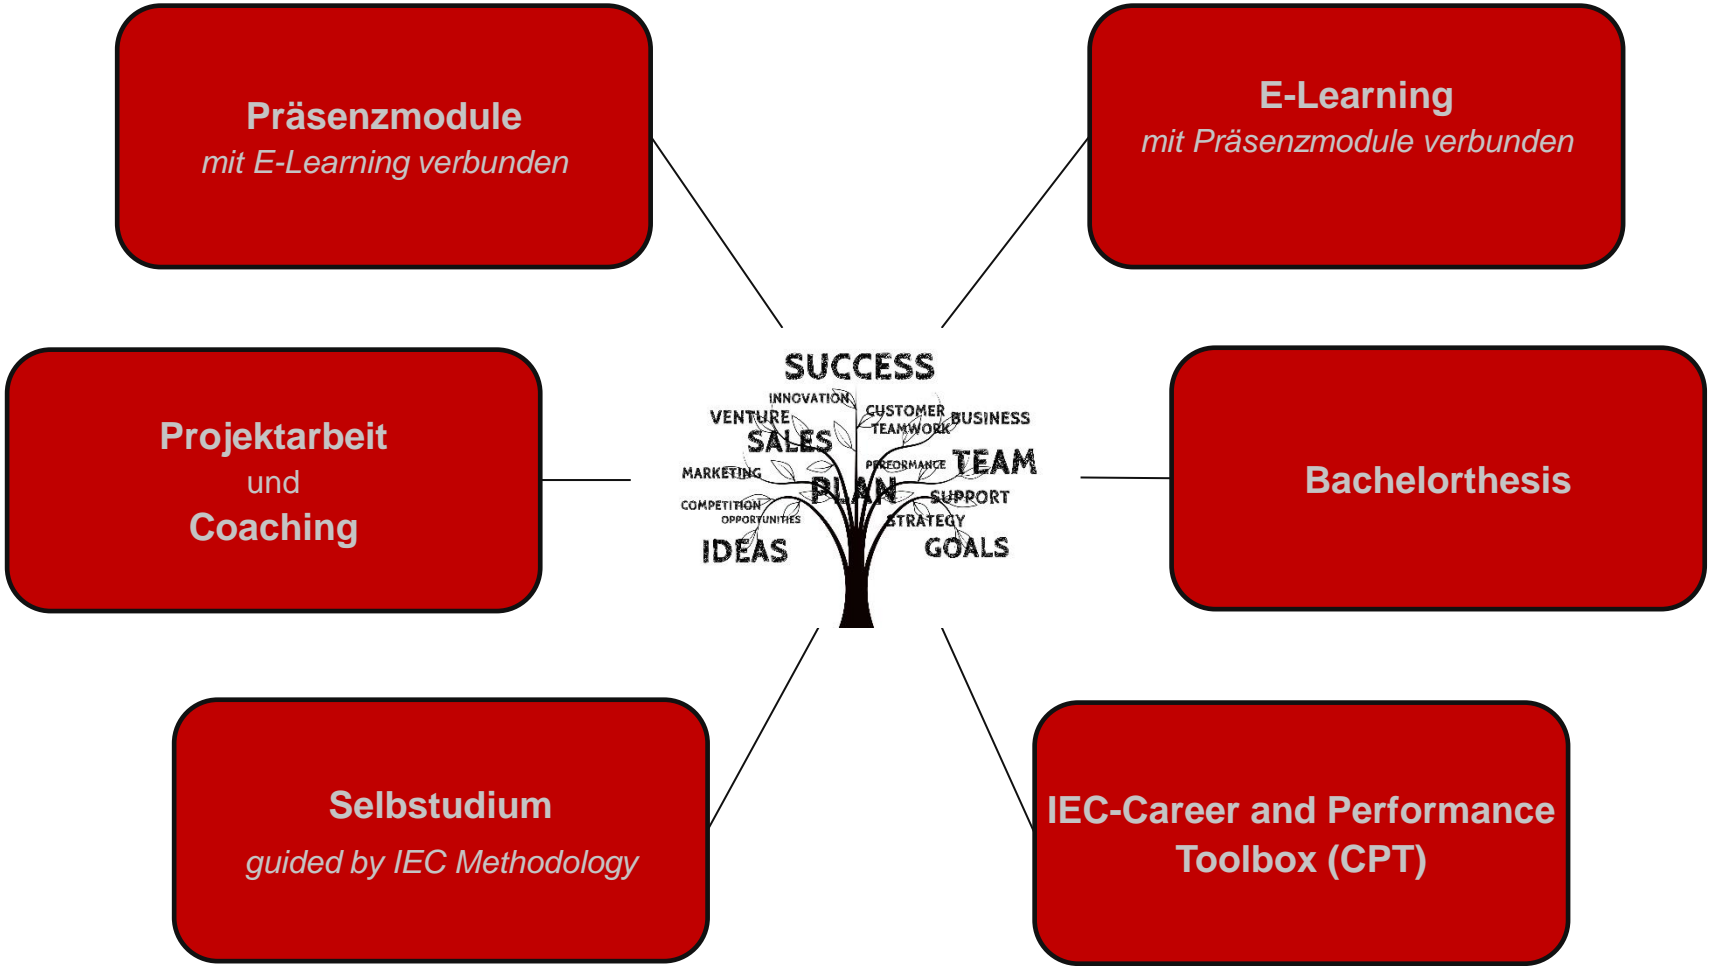 Präsenzmodule
mit E-Learning verbunden
E-Learning
mit Präsenzmodule verbunden
Projektarbeit
und
Coaching
SUCCESS
INNOVATION
VENTURE
CUSTOMER
BUSINESS
TEAMWORK
SALES
MARKETING
PERFORMANCE
TEAM
PLAN
COMPETITION
SUPPORT
OPPORTUNITIES
STRATEGY
IDEAS
GOALS
Bachelorthesis
Selbstudium
guided by IEC Methodology
IEC-Career and Performance
Toolbox (CPT)